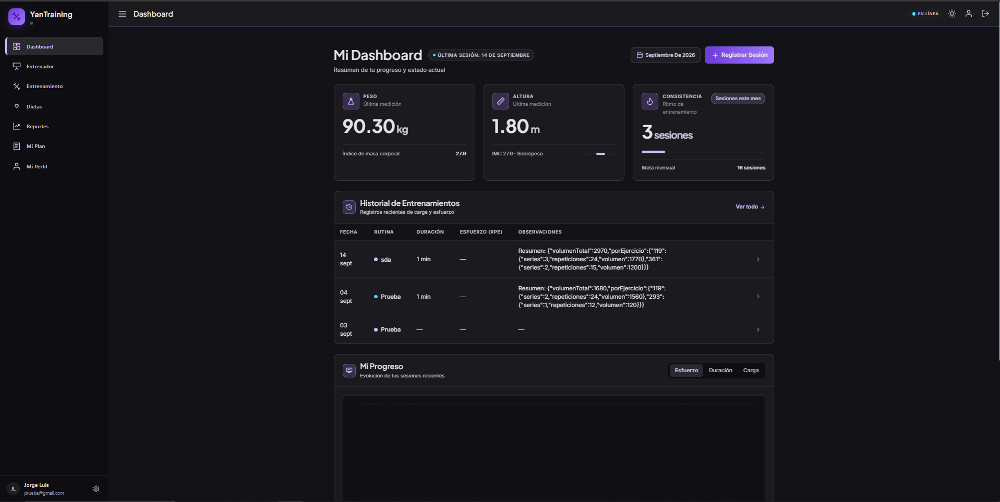 YanTraining
Dashboard
Entrenador
Entrenamiento
Dietas
Reportes
Mi Plan
Mi Perfil
JL
Jorge Luis
prueba@gmail.com
Dashboard
EN LÍNEA
Mi Dashboard
ÚLTIMA SESIÓN: 14 DE SEPTIEMBRE
Resumen de tu progreso y estado actual
Septiembre De 2026
Registrar Sesión
PESO
Última medición
90.30 kg
Índice de masa corporal 27.9
ALTURA
Última medición
1.80 m
IMC 27.9 · Sobrepeso
CONSISTENCIA
Ritmo de
entrenamiento
Sesiones este mes
3 sesiones
Meta mensual 16 sesiones
Historial de Entrenamientos
Registros recientes de carga y esfuerzo
Ver todo →
FECHA RUTINA DURACIÓN ESFUERZO (RPE) OBSERVACIONES
14
sept
sda
1 min
—
Resumen: {"volumenTotal":2970,"porEjercicio":{"119":
{"series":3,"repeticiones":24,"volumen":1770},"361":
{"series":2,"repeticiones":15,"volumen":1200}}}
04
sept
Prueba
1 min
—
Resumen: {"volumenTotal":1680,"porEjercicio":{"119":
{"series":2,"repeticiones":24,"volumen":1560},"293":
{"series":1,"repeticiones":12,"volumen":120}}}
03
sept
Prueba
—
—
—
Mi Progreso
Evolución de tus sesiones recientes
Esfuerzo Duración Carga